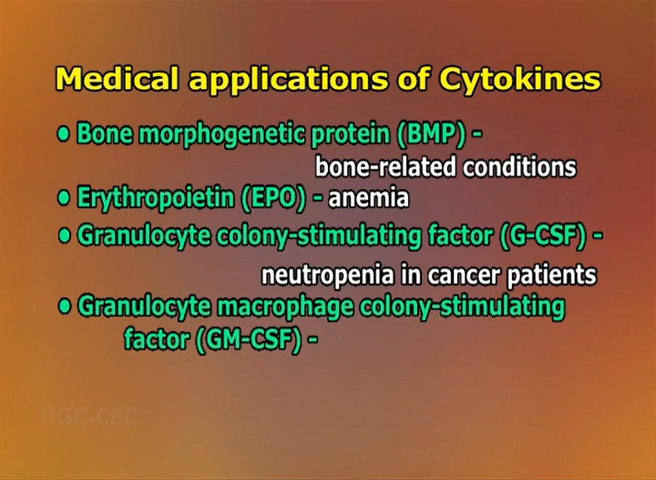 Medical applications of Cytokines
• Bone morphogenetic protein (BMP) -
bone-related conditions
• Erythropoietin (EPO) - anemia
• Granulocyte colony-stimulating factor (G-CSF) -
neutropenia in cancer patients
• Granulocyte macrophage colony-stimulating
factor (GM-CSF) -
UGC-CEC